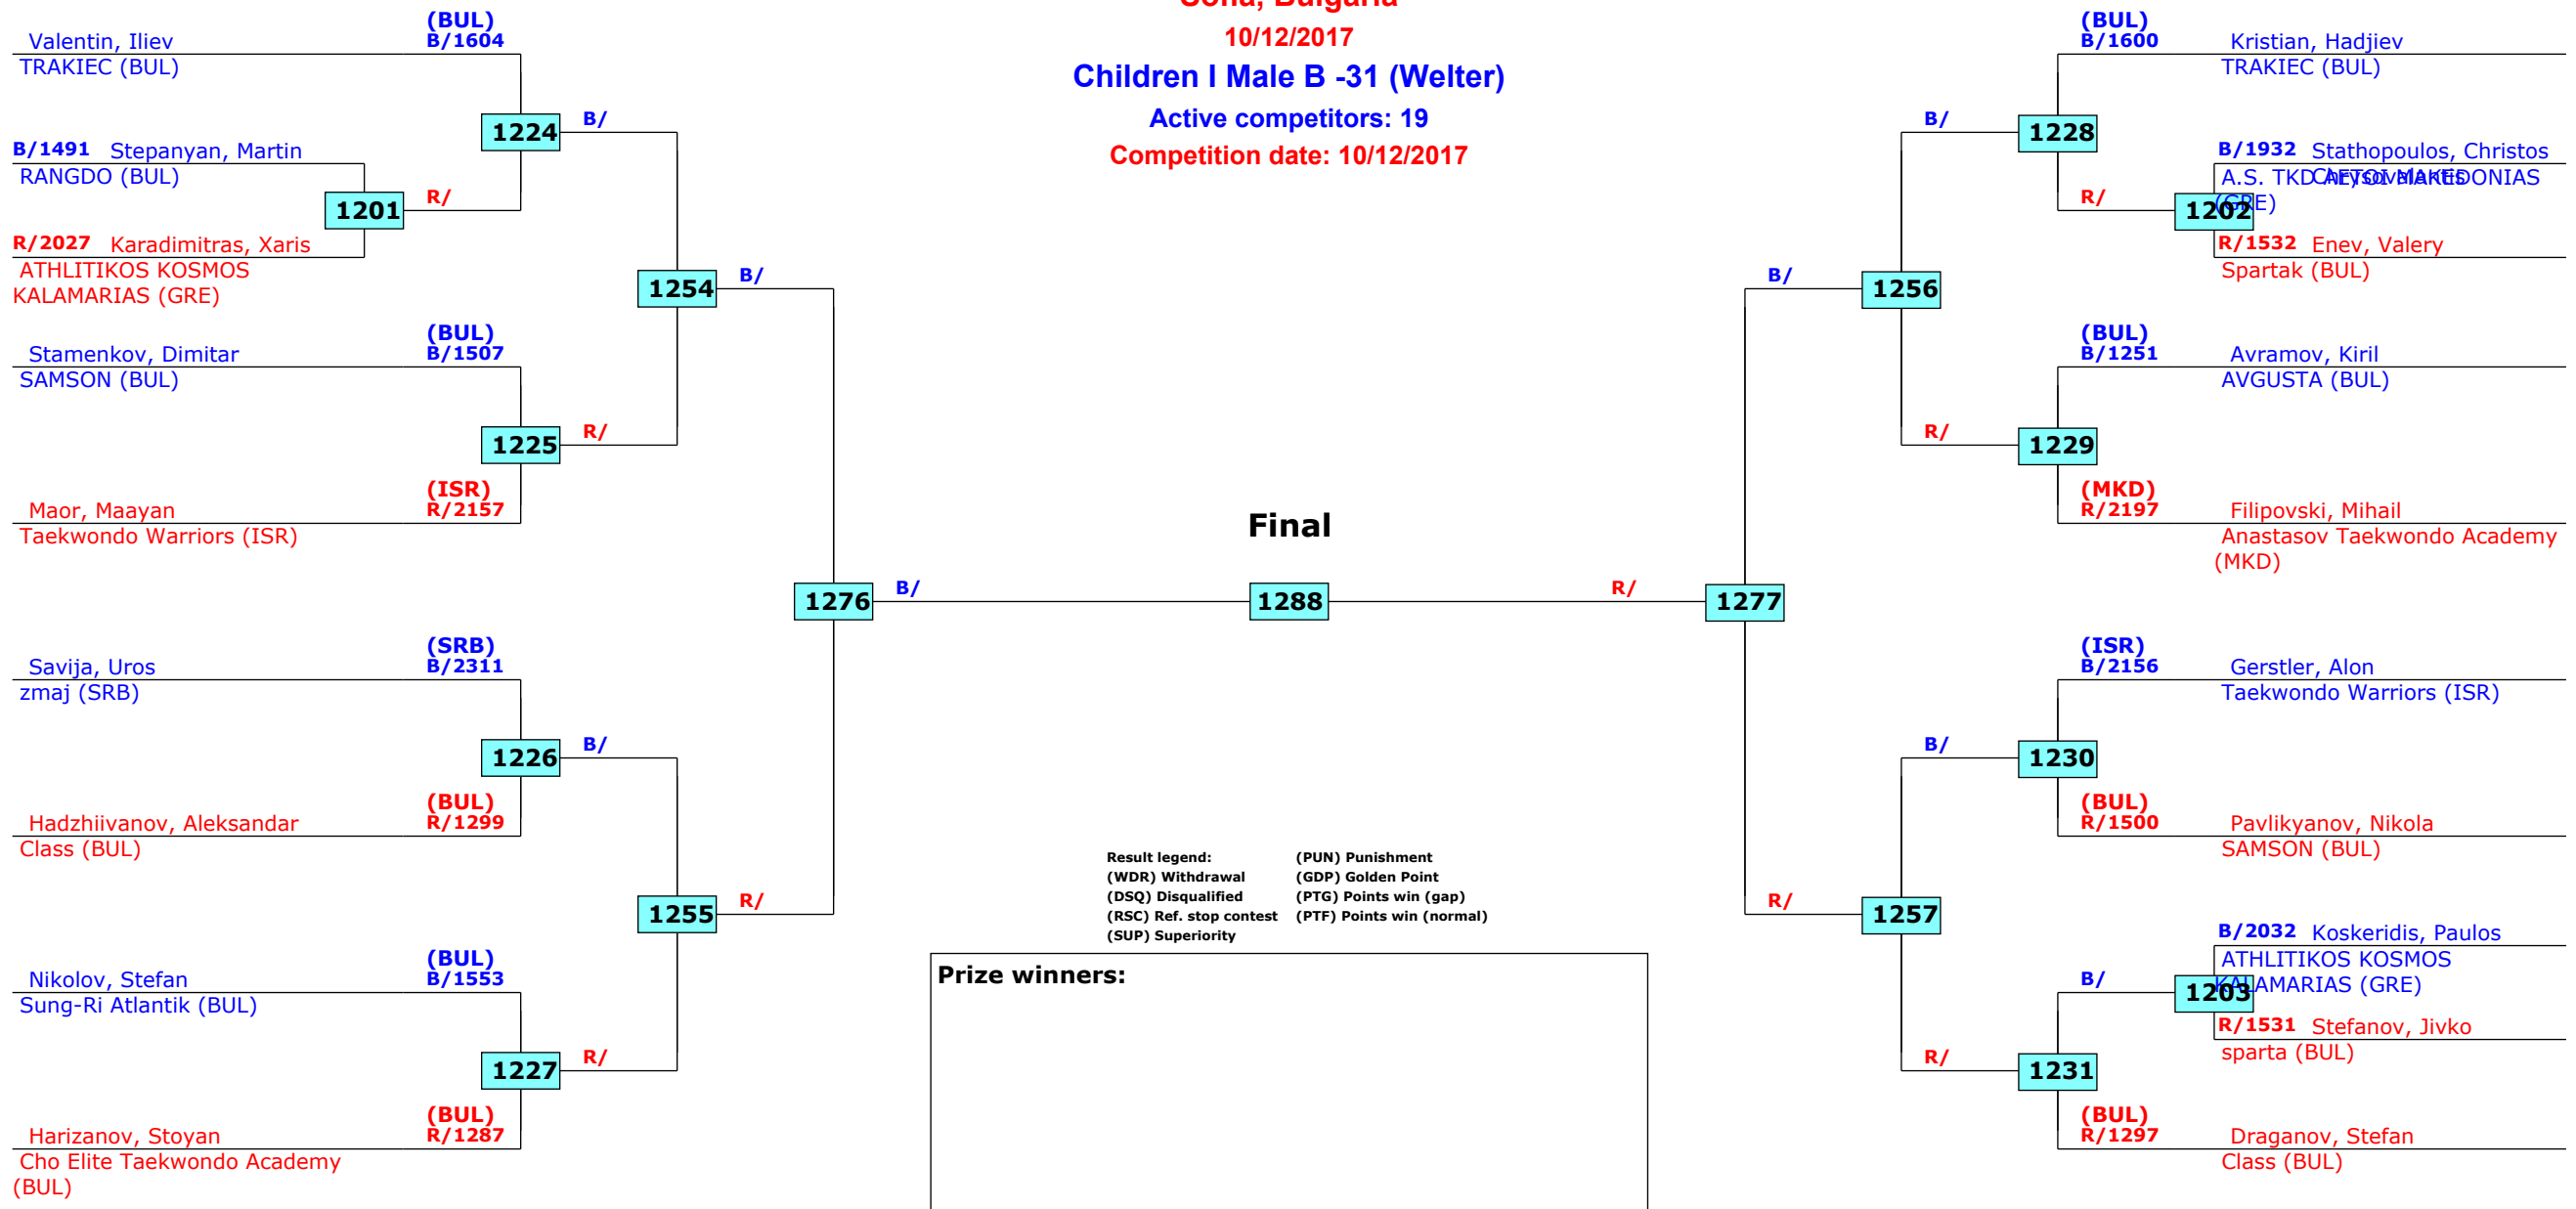 Sofia, Bulgaria
10/12/2017
Children I Male B -31 (Welter)
Active competitors: 19
Competition date: 10/12/2017
(BUL)
Valentin, Iliev B/1604
TRAKIEC (BUL)
1224
B/
B/1491 Stepanyan, Martin
RANGDO (BUL)
1201
R/
R/2027 Karadimitras, Xaris
ATHLITIKOS KOSMOS
KALAMARIAS (GRE)
1254
B/
(BUL)
Stamenkov, Dimitar B/1507
SAMSON (BUL)
1225
R/
(ISR)
Maor, Maayan R/2157
Taekwondo Warriors (ISR)
1276
B/
(SRB)
Savija, Uros B/2311
zmaj (SRB)
1226
B/
(BUL)
Hadzhiivanov, Aleksandar R/1299
Class (BUL)
1255
R/
(BUL)
Nikolov, Stefan B/1553
Sung-Ri Atlantik (BUL)
1227
R/
(BUL)
Harizanov, Stoyan R/1287
Cho Elite Taekwondo Academy
(BUL)
Final
1288
Result legend:
(WDR) Withdrawal
(DSQ) Disqualified
(RSC) Ref. stop contest
(SUP) Superiority
(PUN) Punishment
(GDP) Golden Point
(PTG) Points win (gap)
(PTF) Points win (normal)
Prize winners:
(BUL)
B/1600 Kristian, Hadjiev
TRAKIEC (BUL)
B/
1228
B/1932 Stathopoulos, Christos
Chrysovalantis
A.S. TKD AETOI MAKEDONIAS
(GRE)
R/
1202
R/1532 Enev, Valery
Spartak (BUL)
B/
1256
(BUL)
B/1251 Avramov, Kiril
AVGUSTA (BUL)
R/
1229
(MKD)
R/2197 Filipovski, Mihail
Anastasov Taekwondo Academy
(MKD)
R/
1277
(ISR)
B/2156 Gerstler, Alon
Taekwondo Warriors (ISR)
B/
1230
(BUL)
R/1500 Pavlikyanov, Nikola
SAMSON (BUL)
R/
1257
B/2032 Koskeridis, Paulos
ATHLITIKOS KOSMOS
KALAMARIAS (GRE)
B/
1203
R/1531 Stefanov, Jivko
sparta (BUL)
R/
1231
(BUL)
R/1297 Draganov, Stefan
Class (BUL)